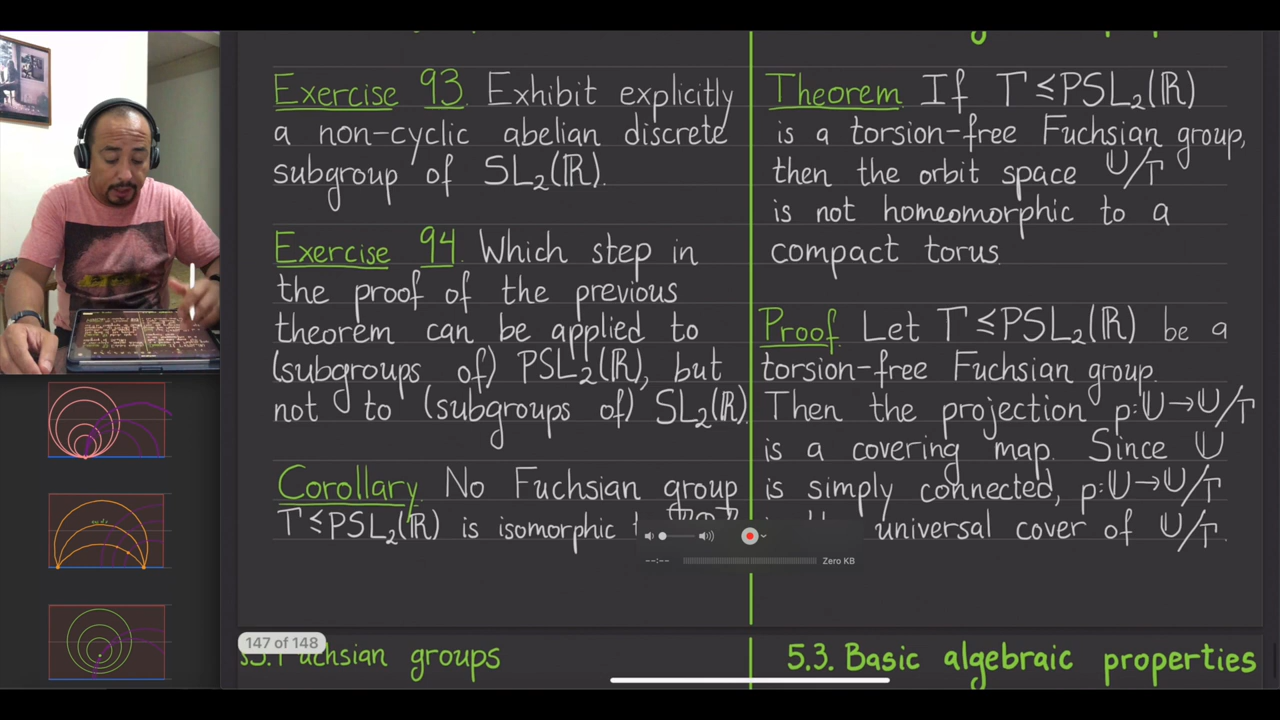 Exercise 93 Exhibit explicitly
a non-cyclic abelian discrete
subgroup of SL₂(ℝ).
Exercise 94. Which step in
the proof of the previous
theorem can be applied to
(subgroups of) PSL₂(ℝ), but
not to (subgroups of) SL₂(ℝ).
Corollary. No Fuchsian group
Γ≤PSL₂(ℝ) is isomorphic
147 of 148
Fuchsian groups
Theorem. If Γ≤PSL₂(ℝ)
is a torsion-free Fuchsian group,
then the orbit space 𝕌/Γ
is not homeomorphic to a
compact torus.
Proof. Let Γ≤PSL₂(ℝ) be a
torsion-free Fuchsian group.
Then the projection p:𝕌→𝕌/Γ
is a covering map. Since 𝕌
is simply connected, p:𝕌→𝕌/Γ
universal cover of 𝕌/Γ.
--:--
Zero KB
5.3. Basic algebraic properties